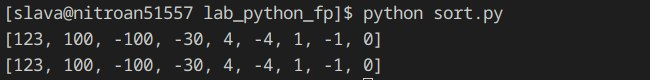 [slava@nitroan51557 lab_python_fp]$ python sort.py
[123, 100, -100, -30, 4, -4, 1, -1, 0]
[123, 100, -100, -30, 4, -4, 1, -1, 0]